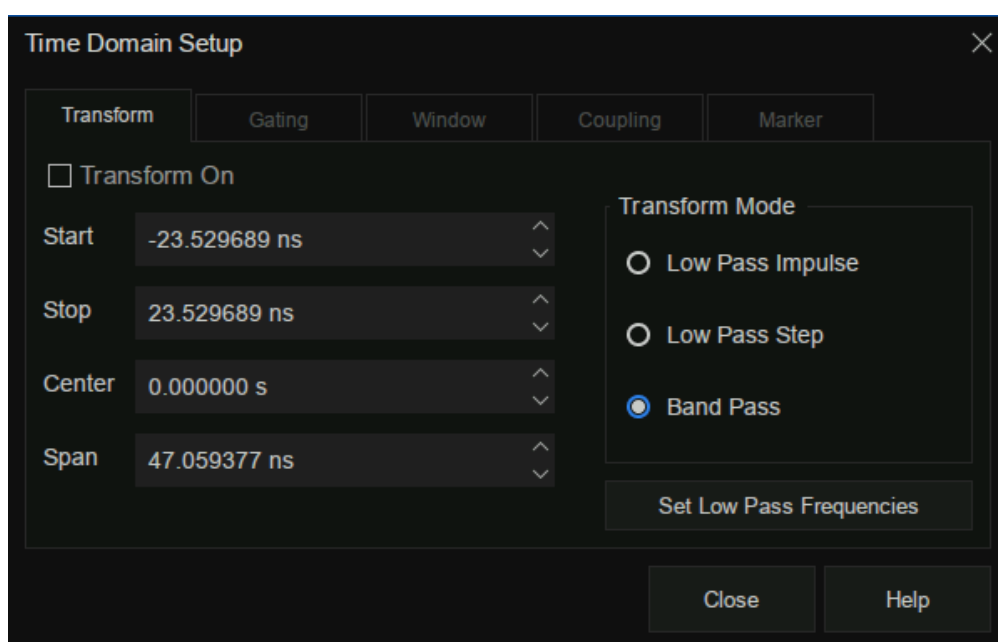 Time Domain Setup
Transform Gating Window Coupling Marker
Transform On
Start -23.529689 ns
Stop 23.529689 ns
Center 0.000000 s
Span 47.059377 ns
Transform Mode
Low Pass Impulse
Low Pass Step
Band Pass
Set Low Pass Frequencies
Close Help